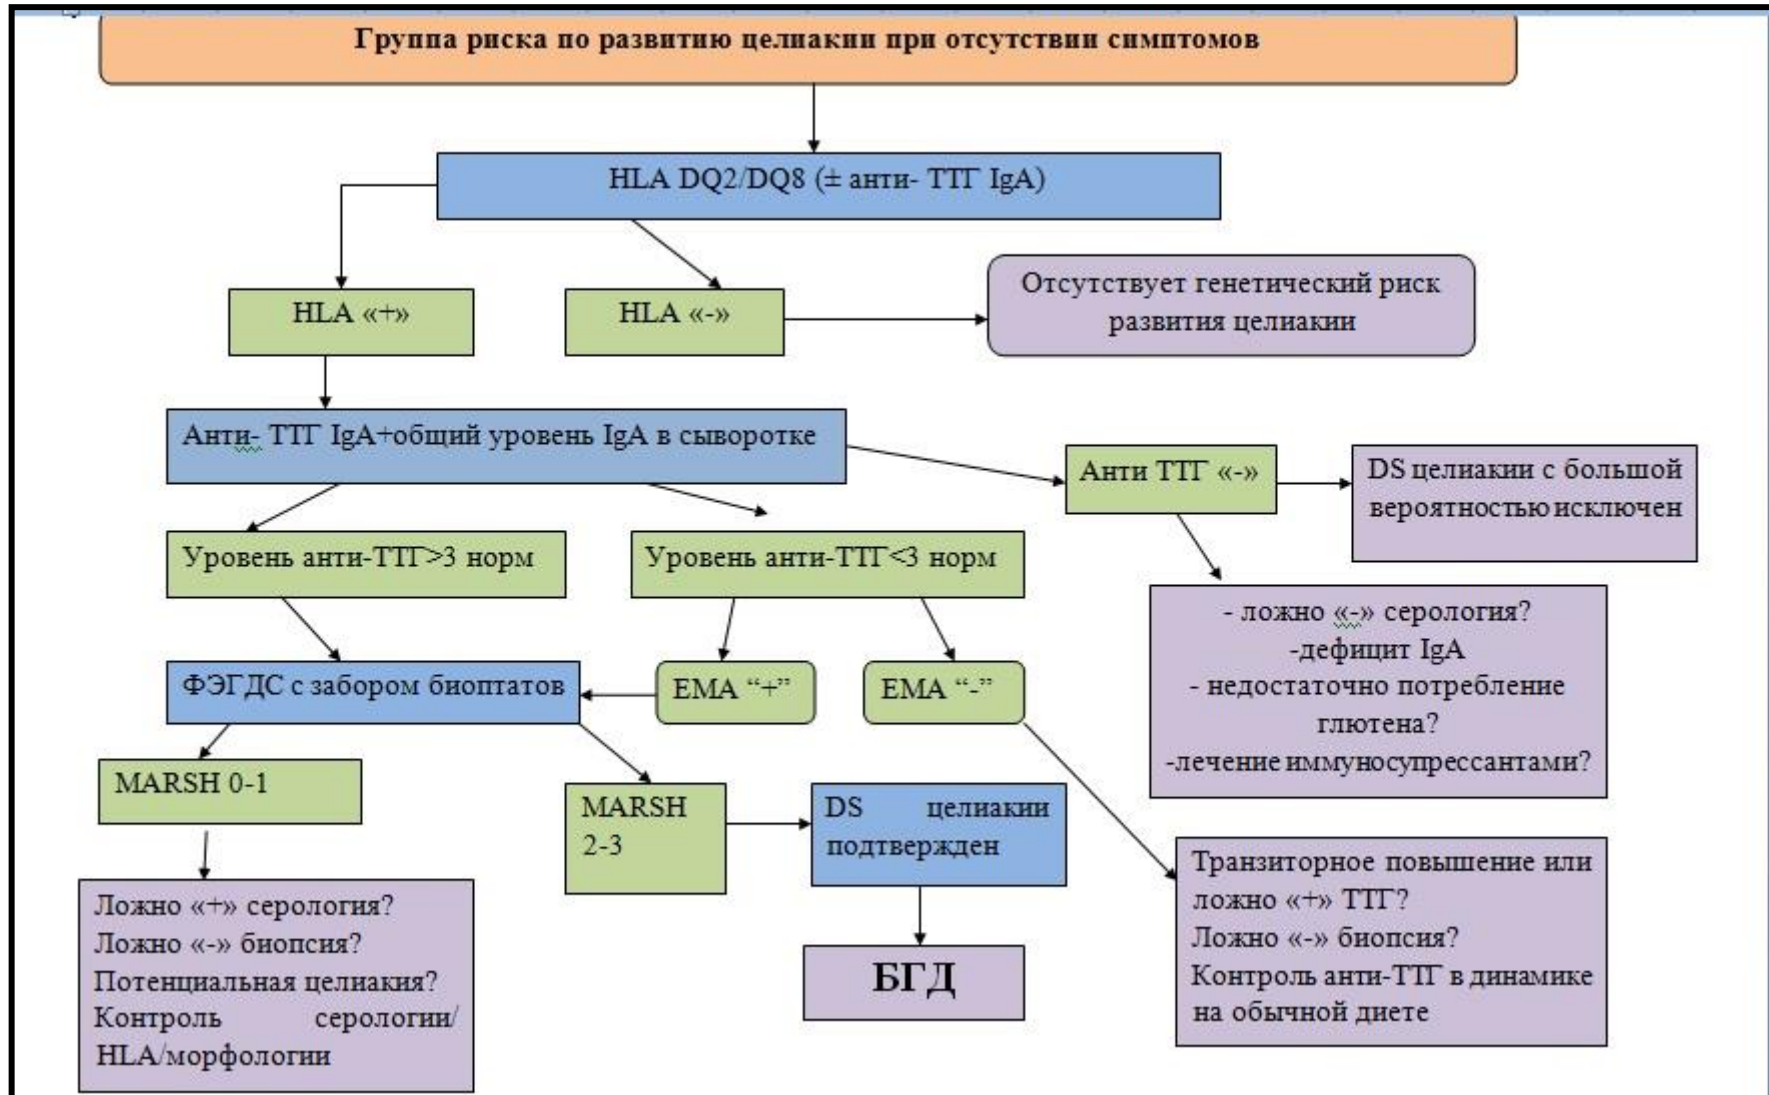 Группа риска по развитию целиакии при отсутствии симптомов
HLA DQ2/DQ8 (± анти- ТТГ IgA)
HLA «+»
HLA «-»
Отсутствует генетический риск
развития целиакии
Анти- ТТГ IgA+общий уровень IgA в сыворотке
Анти ТТГ «-»
DS целиакии с большой
вероятностью исключен
Уровень анти-ТТГ>3 норм
Уровень анти-ТТГ<3 норм
- ложно «-» серология?
-дефицит IgA
- недостаточно потребление
глютена?
-лечение иммуносупрессантами?
ФЭГДС с забором биоптатов
EMA “+”
EMA “-”
MARSH 0-1
MARSH
2-3
DS целиакии
подтвержден
Ложно «+» серология?
Ложно «-» биопсия?
Потенциальная целиакия?
Контроль серологии/
HLA/морфологии
БГД
Транзиторное повышение или
ложно «+» ТТГ?
Ложно «-» биопсия?
Контроль анти-ТТГ в динамике
на обычной диете